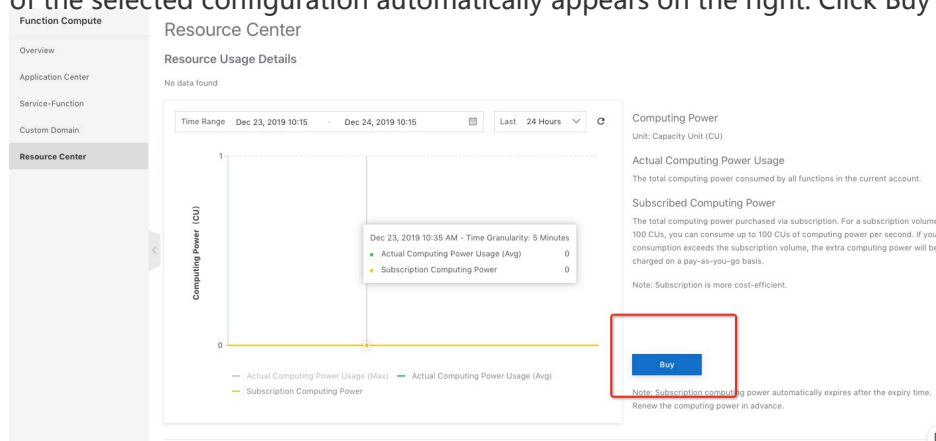 of the selected configuration automatically appears on the right. Click Buy
Function Compute
Overview
Application Center
Service-Function
Custom Domain
Resource Center
Resource Center
Resource Usage Details
No data found
Time Range Dec 23, 2019 10:15 - Dec 24, 2019 10:15
Last 24 Hours
1
Computing Power (CU)
Dec 23, 2019 10:35 AM - Time Granularity: 5 Minutes
Actual Computing Power Usage (Avg) 0
Subscription Computing Power 0
0
Actual Computing Power Usage (Max) Actual Computing Power Usage (Avg)
Subscription Computing Power
Computing Power
Unit: Capacity Unit (CU)
Actual Computing Power Usage
The total computing power consumed by all functions in the current account.
Subscribed Computing Power
The total computing power purchased via subscription. For a subscription volume
100 CUs, you can consume up to 100 CUs of computing power per second. If you
consumption exceeds the subscription volume, the extra computing power will be
charged on a pay-as-you-go basis.
Note: Subscription is more cost-efficient.
Buy
Note: Subscription computing power automatically expires after the expiry time.
Renew the computing power in advance.